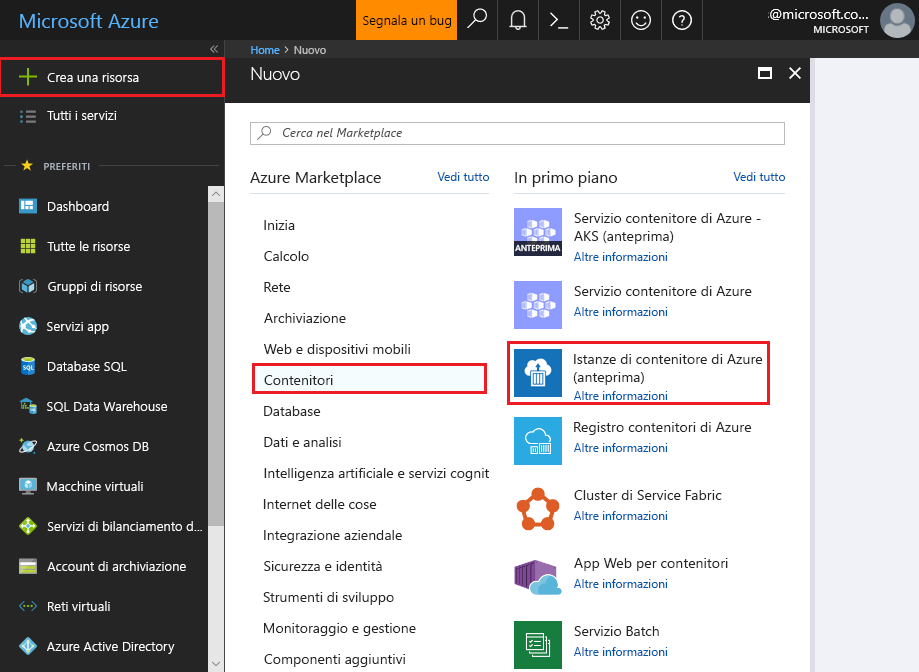 Microsoft Azure
Segnala un bug
:@microsoft.co...
MICROSOFT
Crea una risorsa
Tutti i servizi
PREFERITI
Dashboard
Tutte le risorse
Gruppi di risorse
Servizi app
Database SQL
SQL Data Warehouse
Azure Cosmos DB
Macchine virtuali
Servizi di bilanciamento d...
Account di archiviazione
Reti virtuali
Azure Active Directory
Home > Nuovo
Nuovo
Cerca nel Marketplace
Azure Marketplace
Vedi tutto
Inizia
Calcolo
Rete
Archiviazione
Web e dispositivi mobili
Contenitori
Database
Dati e analisi
Intelligenza artificiale e servizi cognit
Internet delle cose
Integrazione aziendale
Sicurezza e identità
Strumenti di sviluppo
Monitoraggio e gestione
Componenti aggiuntivi
In primo piano
Vedi tutto
ANTEPRIMA
Servizio contenitore di Azure -
AKS (anteprima)
Altre informazioni
Servizio contenitore di Azure
Altre informazioni
Istanze di contenitore di Azure
(anteprima)
Altre informazioni
Registro contenitori di Azure
Altre informazioni
Cluster di Service Fabric
Altre informazioni
App Web per contenitori
Altre informazioni
Servizio Batch
Altre informazioni